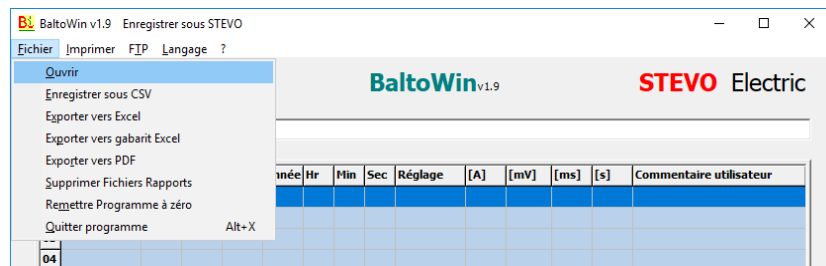 BaltoWin v1.9 Enregistrer sous STEVO
Fichier Imprimer FTP Langage ?
Ouvrir
Enregistrer sous CSV
Exporter vers Excel
Exporter vers gabarit Excel
Exporter vers PDF
Supprimer Fichiers Rapports
Remettre Programme à zéro
Quitter programme Alt+X
BaltoWin v1.9 STEVO Electric
nnée Hr Min Sec Réglage [A] [mV] [ms] [s] Commentaire utilisateur
04